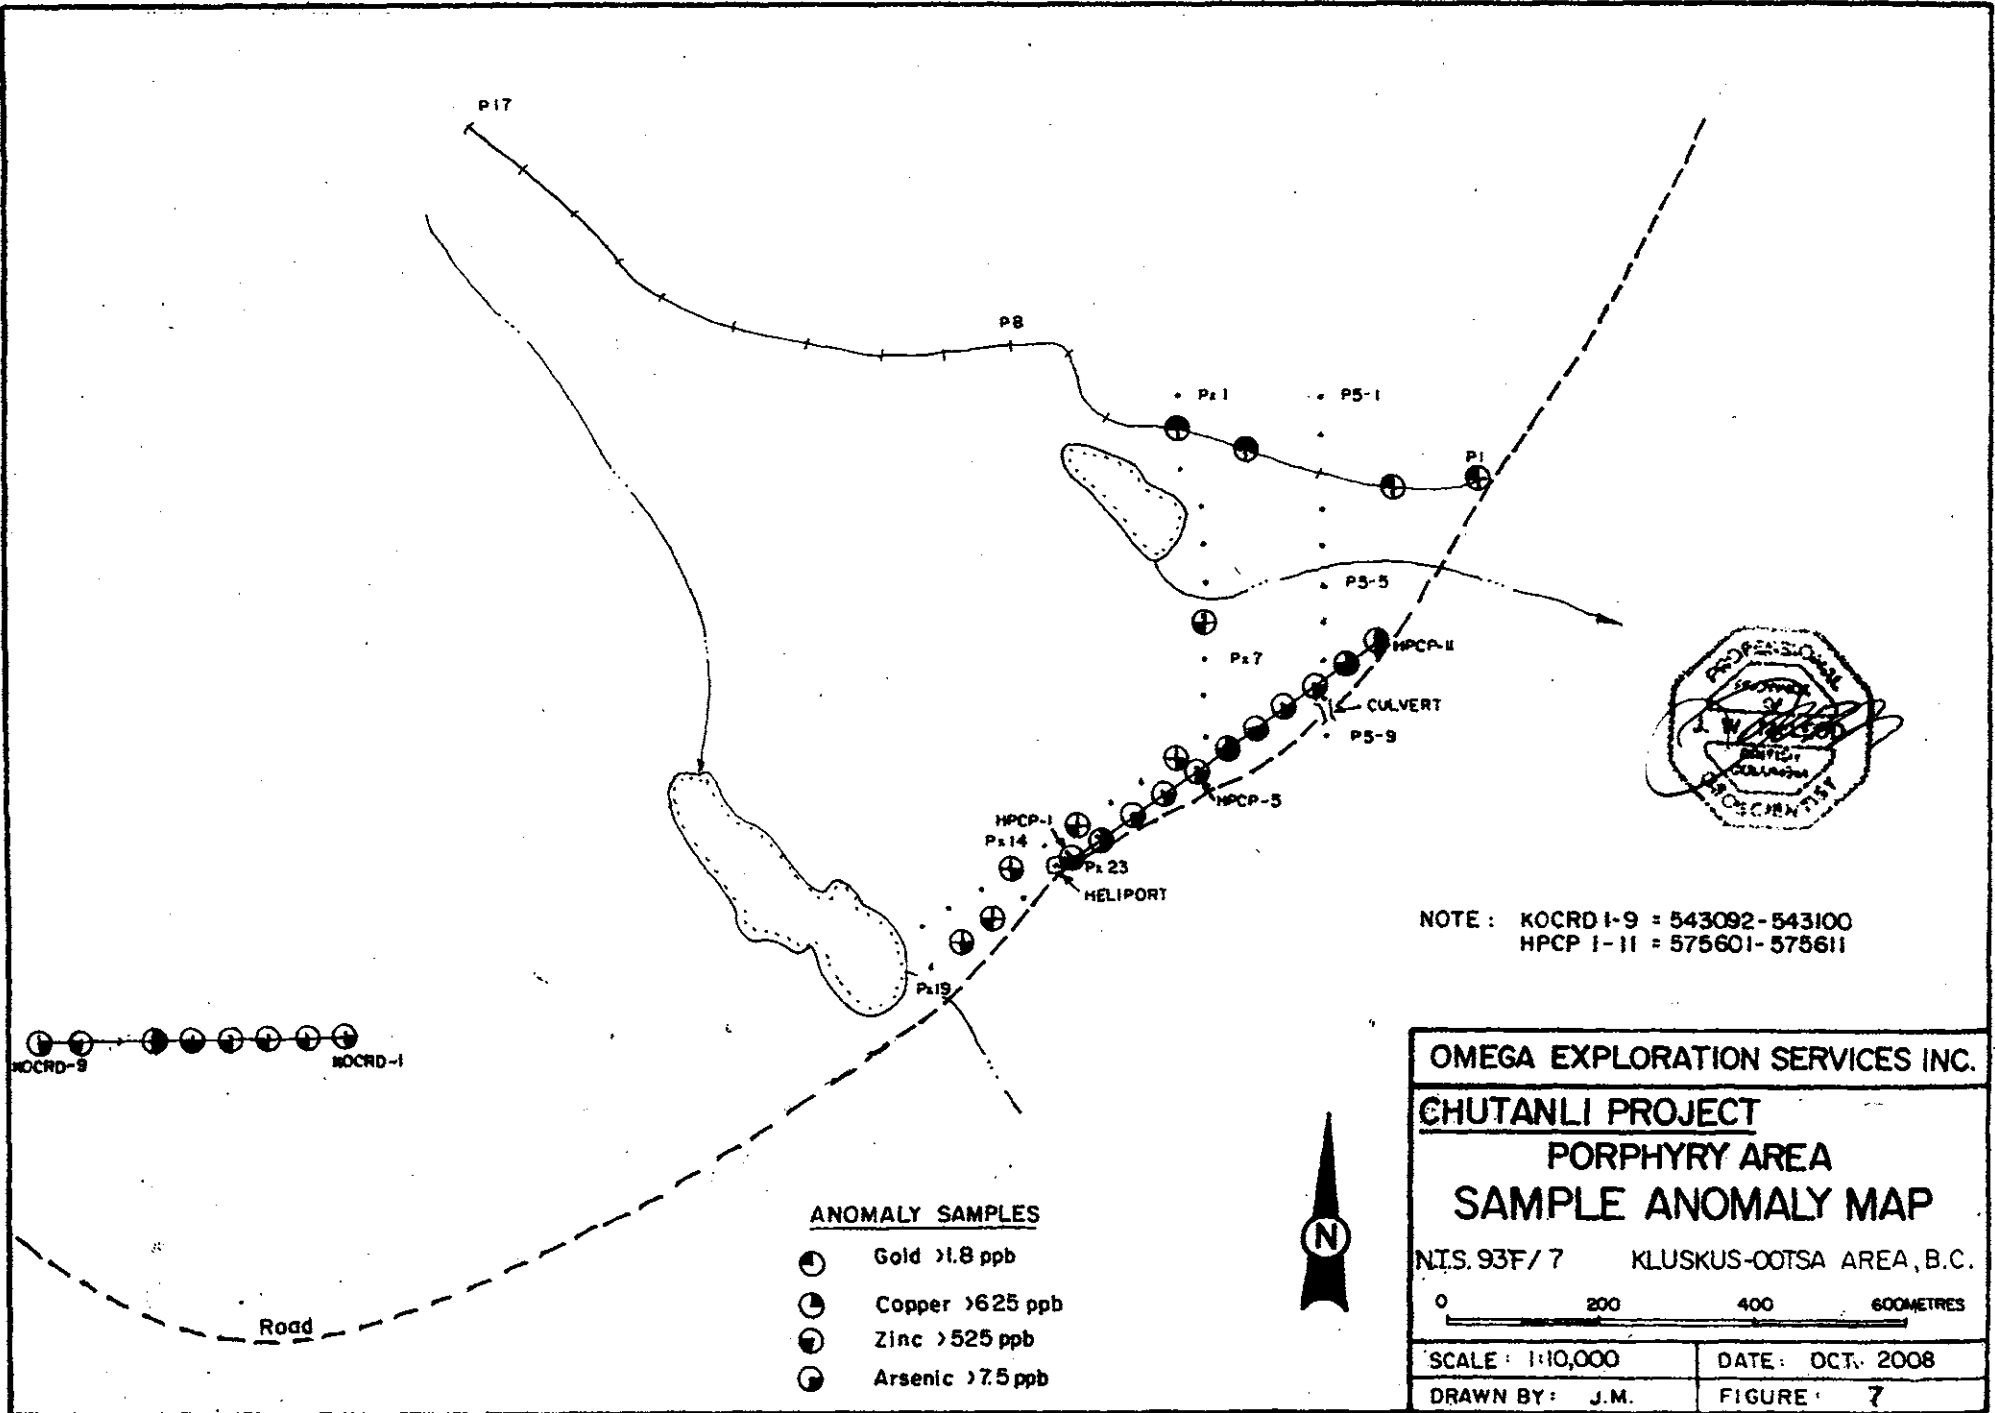 P17
P8
Px1
P5-1
P1
P5-5
Px7
HPCP-11
CULVERT
P5-9
HPCP-5
HPCP-1
Px14
Px23
HELIPORT
Px19
KOCRD-9
KOCRD-1
Road
PROFESSIONAL
BRITISH
COLUMBIA
GEOSCIENTIST
NOTE : KOCRD 1-9 = 543092-543100
HPCP 1-11 = 575601-575611
ANOMALY SAMPLES
Gold >1.8 ppb
Copper >625 ppb
Zinc >525 ppb
Arsenic >7.5 ppb
N
OMEGA EXPLORATION SERVICES INC.
CHUTANLI PROJECT
PORPHYRY AREA
SAMPLE ANOMALY MAP
N.T.S. 93F/7 KLUSKUS-OOTSA AREA, B.C.
0 200 400 600METRES
SCALE : 1:10,000 DATE : OCT. 2008
DRAWN BY : J.M. FIGURE : 7